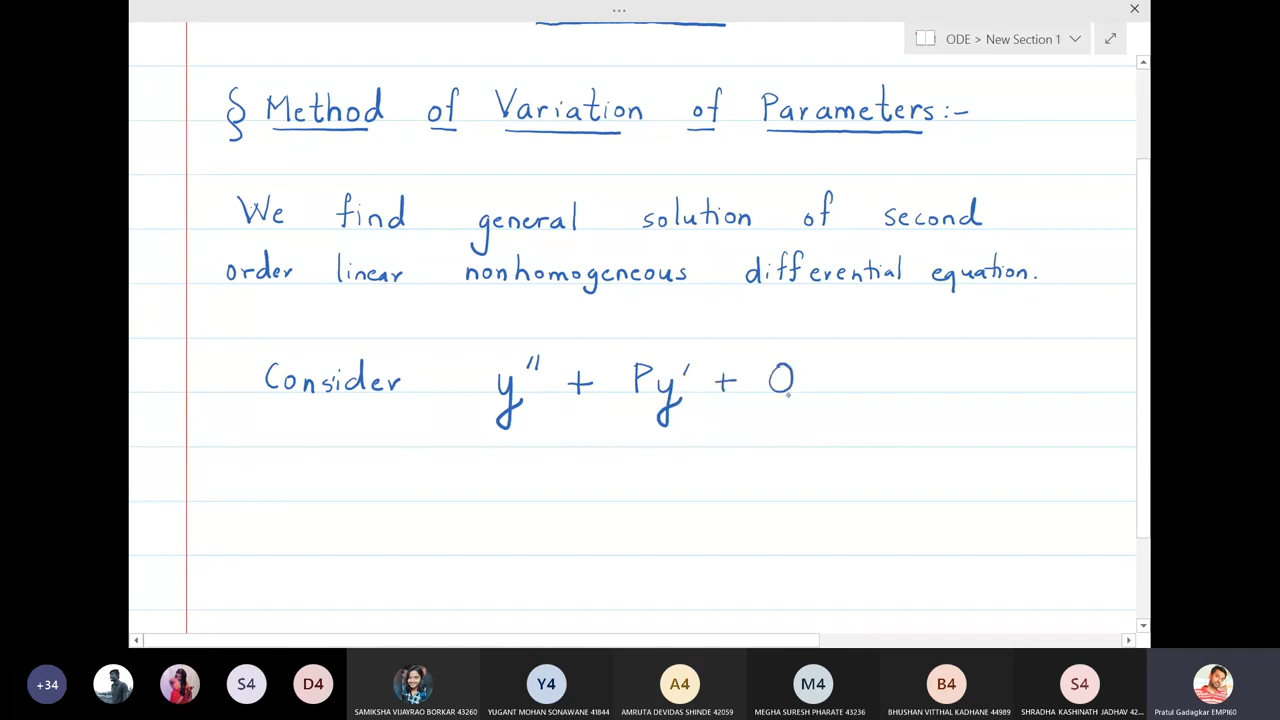 ODE > New Section 1
§ Method of Variation of Parameters:-
We find general solution of second
order linear nonhomogeneous differential equation.
Consider y'' + Py' + Q
+34
S4
D4
Y4
A4
M4
B4
S4
SAMIKSHA VIJAYRAO BORKAR 43260
YUGANT MOHAN SONAWANE 41844
AMRUTA DEVIDAS SHINDE 42059
MEGHA SURESH PHARATE 43236
BHUSHAN VITTHAL KADHANE 44989
SHRADHA KASHINATH JADHAV 42...
Pratul Gadagkar EMP160